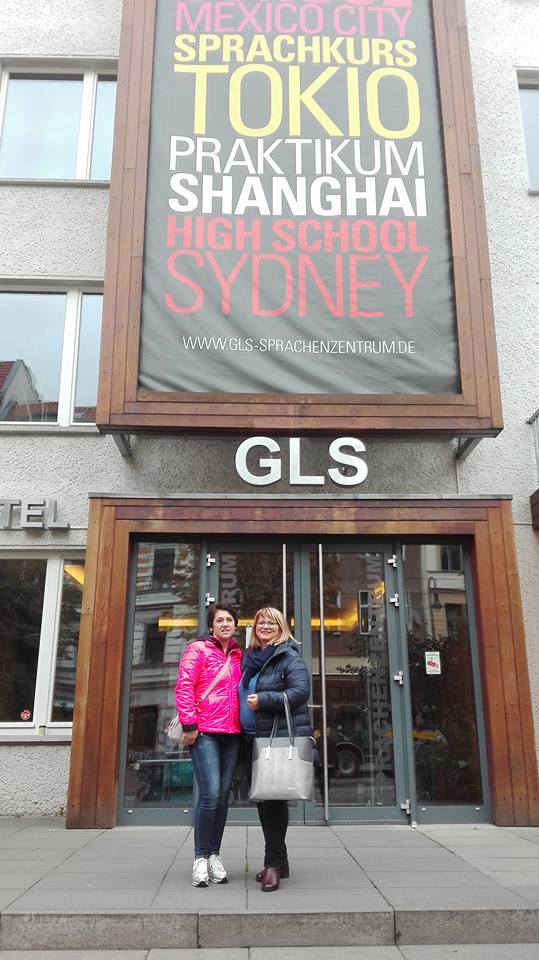 MEXICO CITY
SPRACHKURS
TOKIO
PRAKTIKUM
SHANGHAI
HIGH SCHOOL
SYDNEY
WWW.GLS-SPRACHENZENTRUM.DE
GLS
TEL